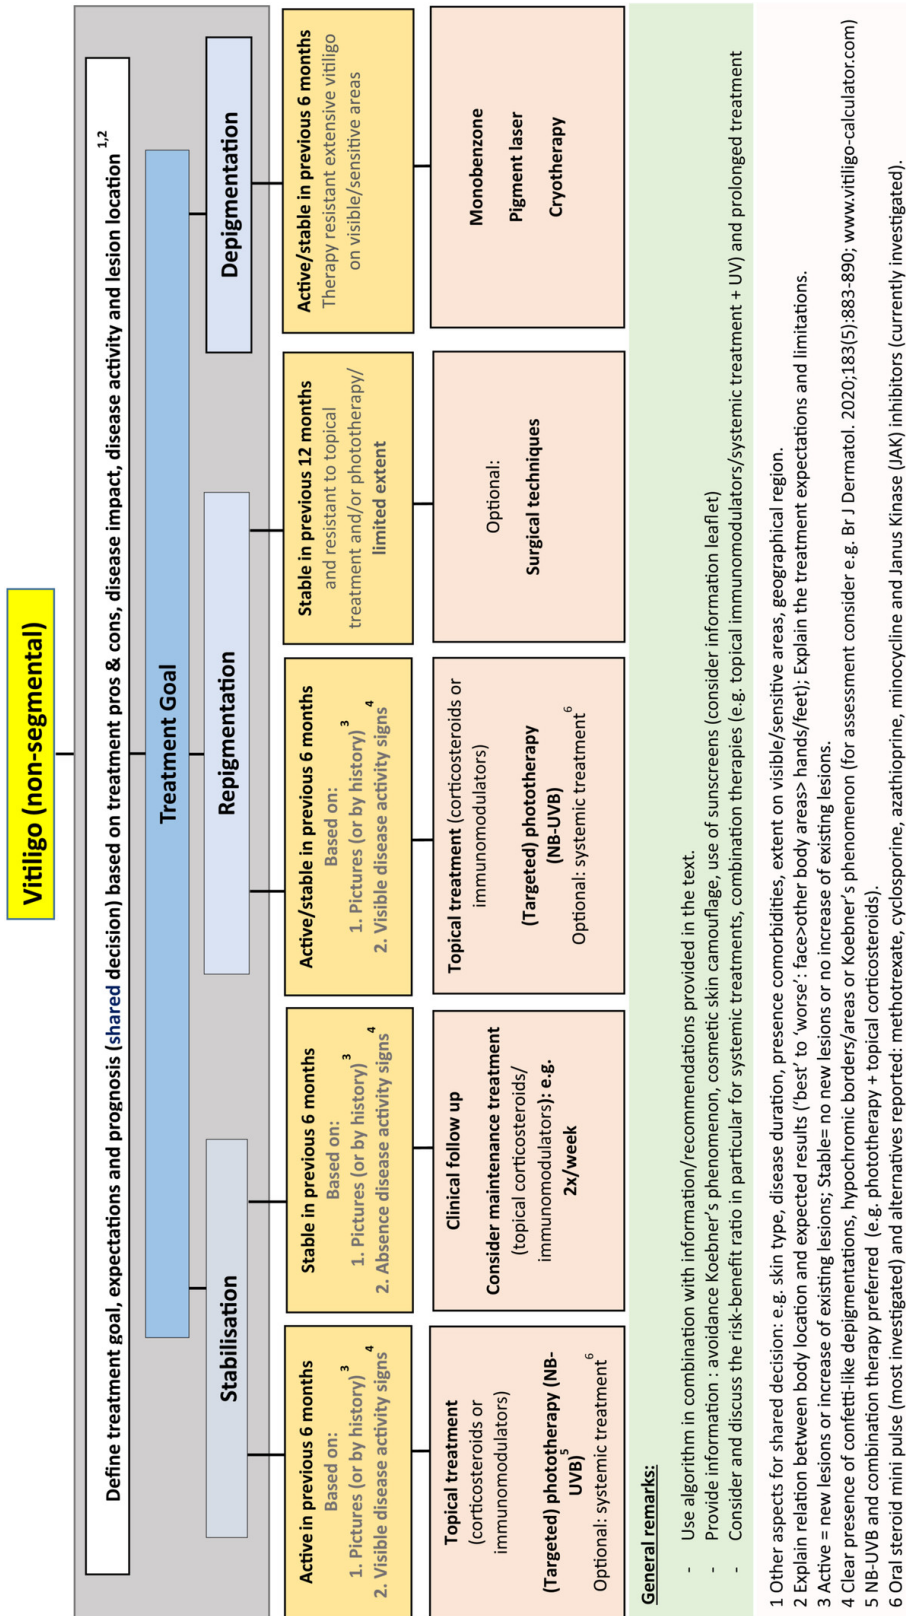 Vitiligo (non-segmental)
Define treatment goal, expectations and prognosis (shared decision) based on treatment pros & cons, disease impact, disease activity and lesion location 1,2
Treatment Goal
Stabilisation
Repigmentation
Depigmentation
Active in previous 6 months
Based on:
1. Pictures (or by history) 3
2. Visible disease activity signs 4
Stable in previous 6 months
Based on:
1. Pictures (or by history) 3
2. Absence disease activity signs 4
Active/stable in previous 6 months
Based on:
1. Pictures (or by history) 3
2. Visible disease activity signs 4
Stable in previous 12 months
and resistant to topical
treatment and/or phototherapy/
limited extent
Active/stable in previous 6 months
Therapy resistant extensive vitiligo
on visible/sensitive areas
Topical treatment
(corticosteroids or
immunomodulators)
(Targeted) phototherapy (NB-
UVB) 5
Optional: systemic treatment 6
Clinical follow up
Consider maintenance treatment
(topical corticosteroids/
immunomodulators): e.g.
2x/week
Topical treatment (corticosteroids or
immunomodulators)
(Targeted) phototherapy
(NB-UVB)
Optional: systemic treatment 6
Optional:
Surgical techniques
Monobenzone
Pigment laser
Cryotherapy
General remarks:
- Use algorithm in combination with information/recommendations provided in the text.
- Provide information : avoidance Koebner's phenomenon, cosmetic skin camouflage, use of sunscreens (consider information leaflet)
- Consider and discuss the risk-benefit ratio in particular for systemic treatments, combination therapies (e.g. topical immunomodulators/systemic treatment + UV) and prolonged treatment
1 Other aspects for shared decision: e.g. skin type, disease duration, presence comorbidities, extent on visible/sensitive areas, geographical region.
2 Explain relation between body location and expected results ('best' to 'worse': face>other body areas> hands/feet); Explain the treatment expectations and limitations.
3 Active = new lesions or increase of existing lesions; Stable= no new lesions or no increase of existing lesions.
4 Clear presence of confetti-like depigmentations, hypochromic borders/areas or Koebner's phenomenon (for assessment consider e.g. Br J Dermatol. 2020;183(5):883-890; www.vitiligo-calculator.com)
5 NB-UVB and combination therapy preferred (e.g. phototherapy + topical corticosteroids).
6 Oral steroid mini pulse (most investigated) and alternatives reported: methotrexate, cyclosporine, azathioprine, minocycline and Janus Kinase (JAK) inhibitors (currently investigated).